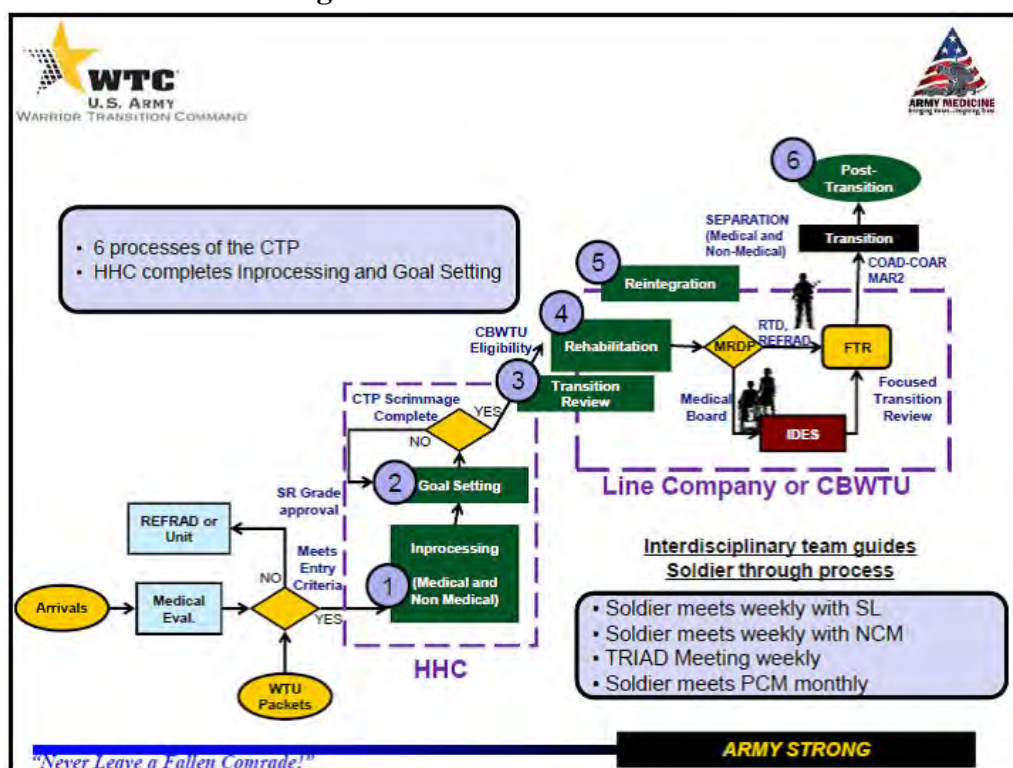 WTC
U.S. ARMY
WARRIOR TRANSITION COMMAND
ARMY MEDICINE
• 6 processes of the CTP
• HHC completes Inprocessing and Goal Setting
6
Post-
Transition
SEPARATION
(Medical and
Non-Medical)
Transition
COAD-COAR
MAR2
5
Reintegration
4
Rehabilitation
CBWTU
Eligibility
MRDP
RTD,
REFRAD
FTR
3
Transition
Review
Medical
Board
Focused
Transition
Review
IDES
Line Company or CBWTU
CTP Scrimmage
Complete
YES
NO
2
Goal Setting
SR Grade
approval
REFRAD or
Unit
Inprocessing
(Medical and
Non Medical)
1
Meets
Entry
Criteria
NO
YES
Arrivals
Medical
Eval.
WTU
Packets
HHC
Interdisciplinary team guides
Soldier through process
• Soldier meets weekly with SL
• Soldier meets weekly with NCM
• TRIAD Meeting weekly
• Soldier meets PCM monthly
"Never Leave a Fallen Comrade!"
ARMY STRONG